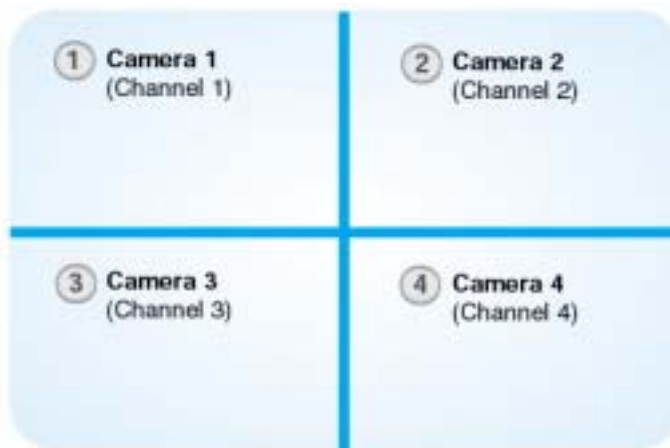 1 Camera 1
(Channel 1)
2 Camera 2
(Channel 2)
3 Camera 3
(Channel 3)
4 Camera 4
(Channel 4)